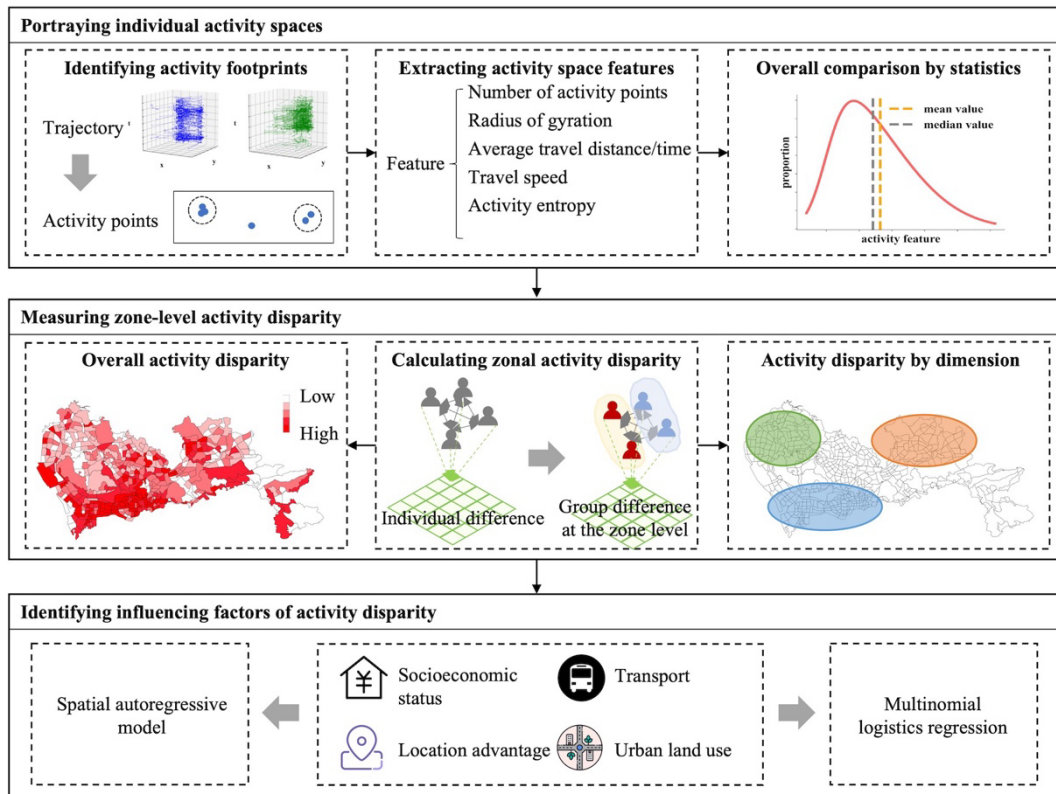 Portraying individual activity spaces
Identifying activity footprints
Trajectory
t
x
y
t
x
y
Activity points
Extracting activity space features
Feature
Number of activity points
Radius of gyration
Average travel distance/time
Travel speed
Activity entropy
Overall comparison by statistics
mean value
median value
proportion
activity feature
Measuring zone-level activity disparity
Overall activity disparity
Low
High
Calculating zonal activity disparity
Individual difference
Group difference
at the zone level
Activity disparity by dimension
Identifying influencing factors of activity disparity
Spatial autoregressive
model
¥
Socioeconomic
status
Transport
Location advantage
Urban land use
Multinomial
logistics regression